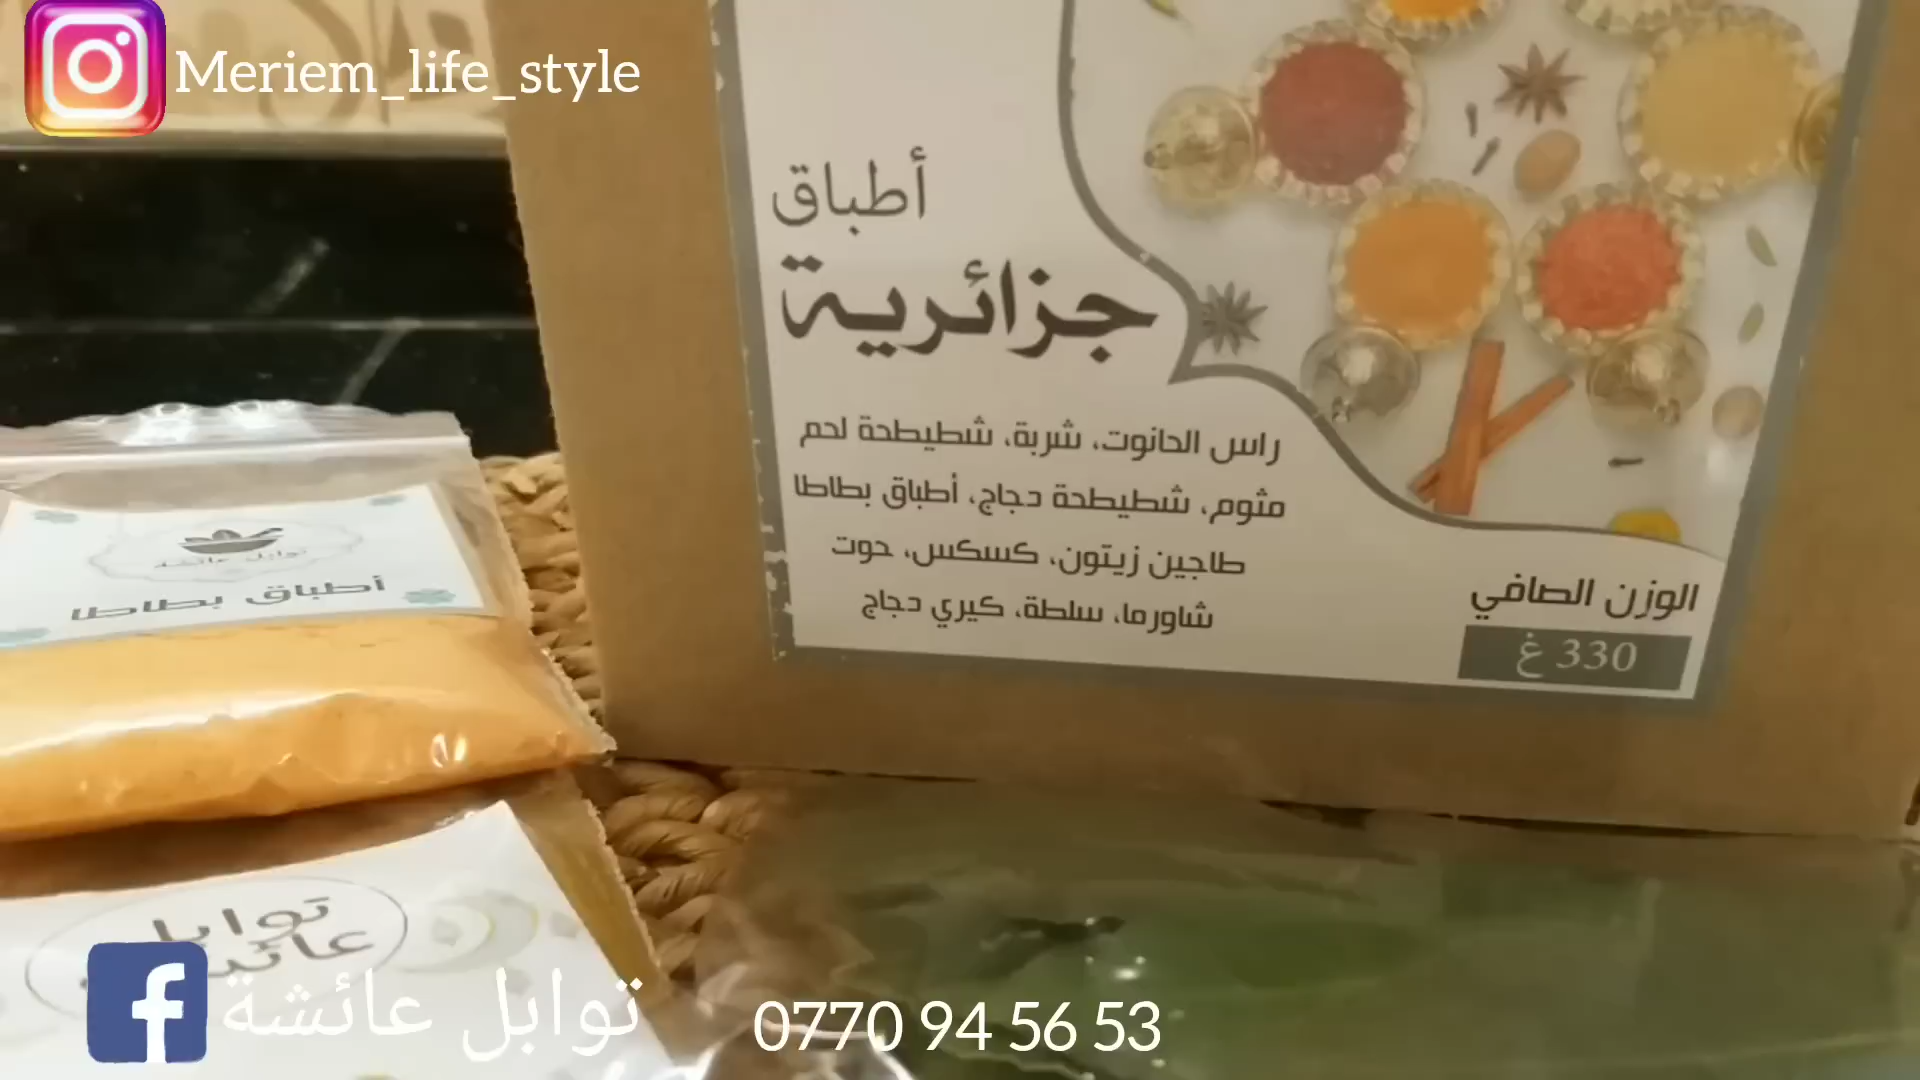 Meriem_life_style
أطباق
جزائرية
راس الحانوت، شربة، شطيطحة لحم
مثوم، شطيطحة دجاج، أطباق بطاطا
طاجين زيتون، كسكس، حوت
شاورما، سلطة، كيري دجاج
الوزن الصافي
330 غ
توابل عائشة
أطباق بطاطا
توابل
عائشة
توابل عائشة
0770 94 56 53